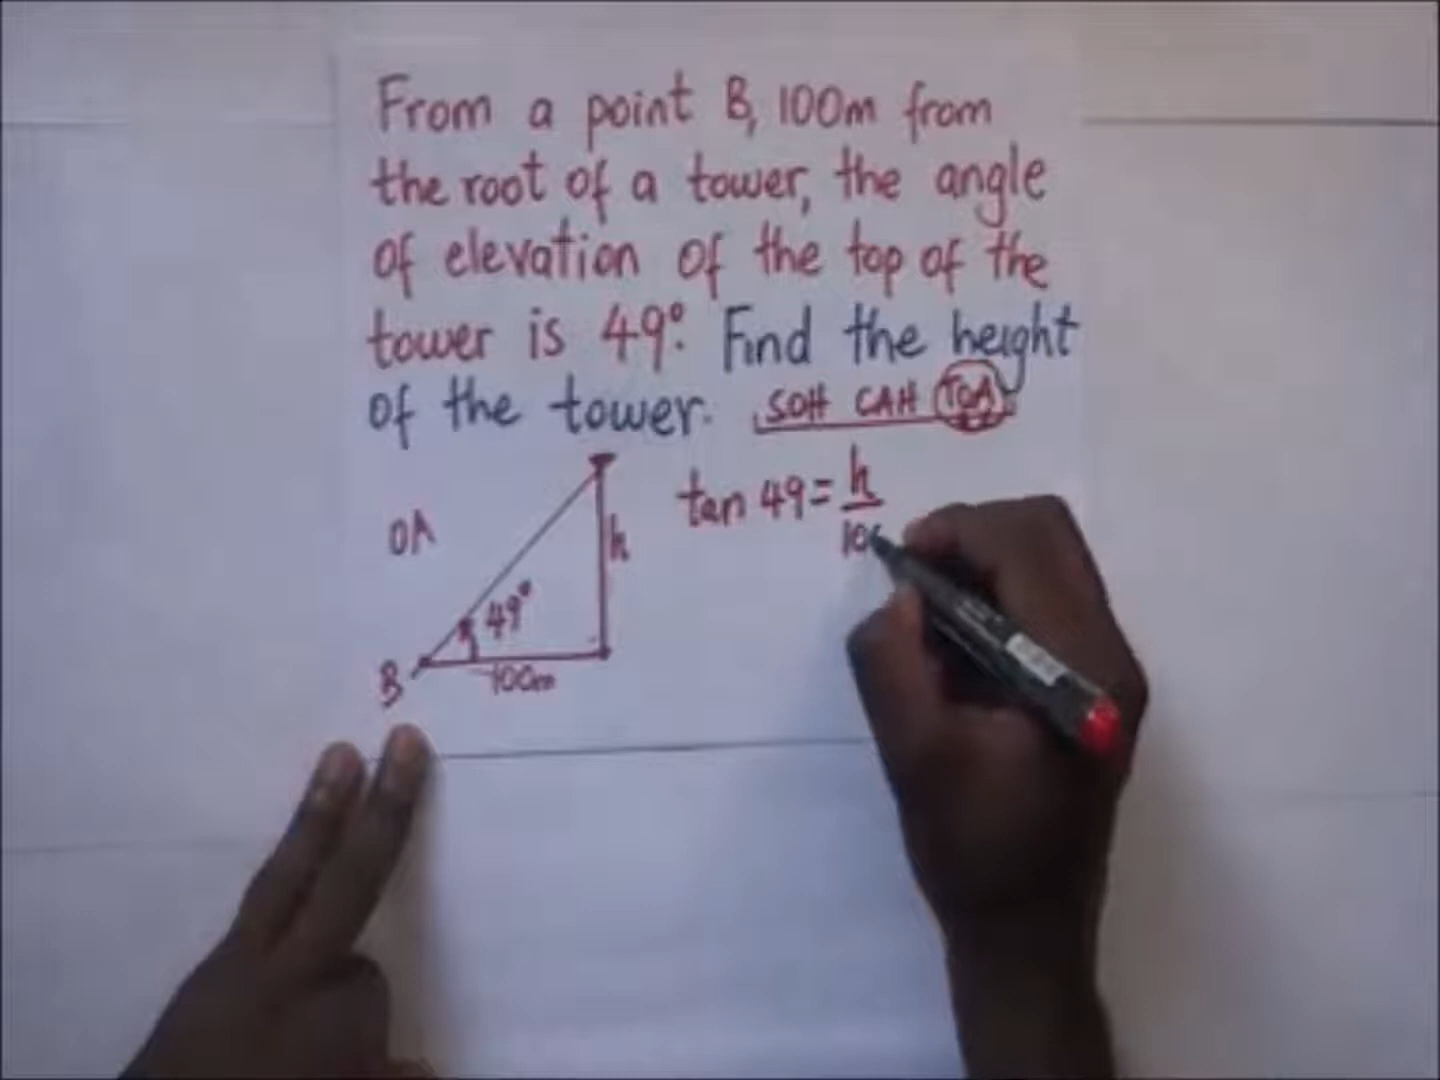 From a point B, 100m from
the root of a tower, the angle
of elevation of the top of the
tower is 49°. Find the height
of the tower. SOH CAH TOA
tan 49 = h
10
OA
h
49°
100m
B